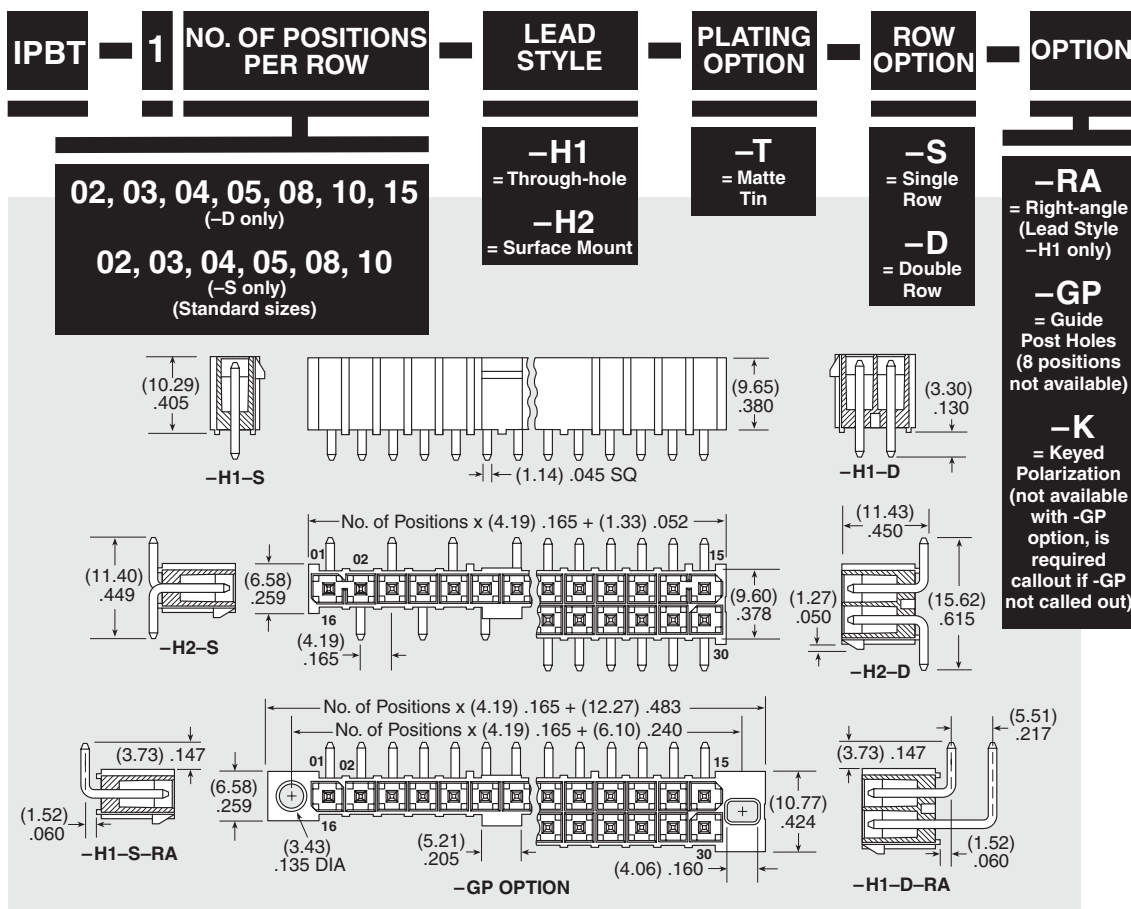 IPBT – 1 NO. OF POSITIONS PER ROW – LEAD STYLE – PLATING OPTION – ROW OPTION – OPTION
02, 03, 04, 05, 08, 10, 15
(–D only)
02, 03, 04, 05, 08, 10
(–S only)
(Standard sizes)
–H1
= Through-hole
–H2
= Surface Mount
–T
= Matte
Tin
–S
= Single
Row
–D
= Double
Row
–RA
= Right-angle
(Lead Style
–H1 only)
–GP
= Guide
Post Holes
(8 positions
not available)
–K
= Keyed
Polarization
(not available
with -GP
option, is
required
callout if -GP
not called out)
(10.29)
.405
–H1–S
(9.65)
.380
(1.14) .045 SQ
(3.30)
.130
–H1–D
No. of Positions x (4.19) .165 + (1.33) .052
01
02
15
16
30
(11.40)
.449
–H2–S
(6.58)
.259
(4.19)
.165
(9.60)
.378
(11.43)
.450
(1.27)
.050
(15.62)
.615
–H2–D
No. of Positions x (4.19) .165 + (12.27) .483
No. of Positions x (4.19) .165 + (6.10) .240
01
02
15
16
30
(3.73) .147
(1.52)
.060
–H1–S–RA
(6.58)
.259
(3.43)
.135 DIA
(5.21)
.205
(4.06) .160
(10.77)
.424
–GP OPTION
(5.51)
.217
(3.73) .147
(1.52)
.060
–H1–D–RA